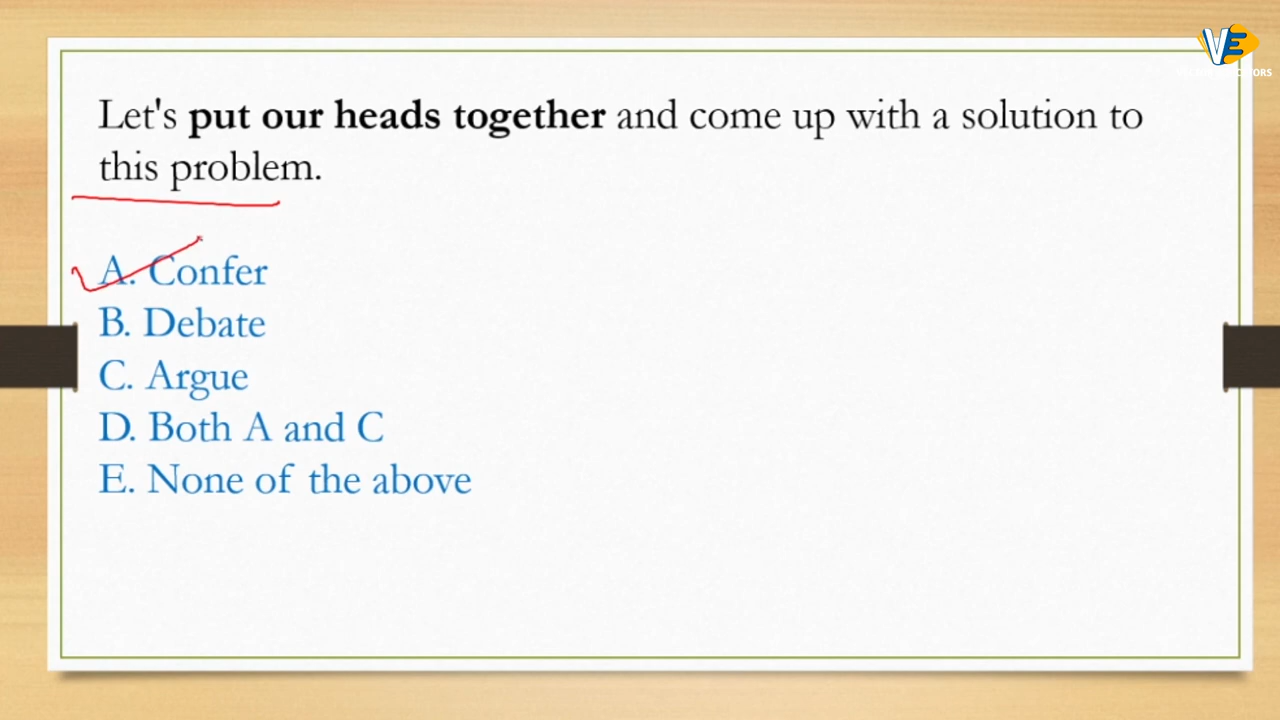 VE
Let's put our heads together and come up with a solution to
this problem.
A. Confer
B. Debate
C. Argue
D. Both A and C
E. None of the above